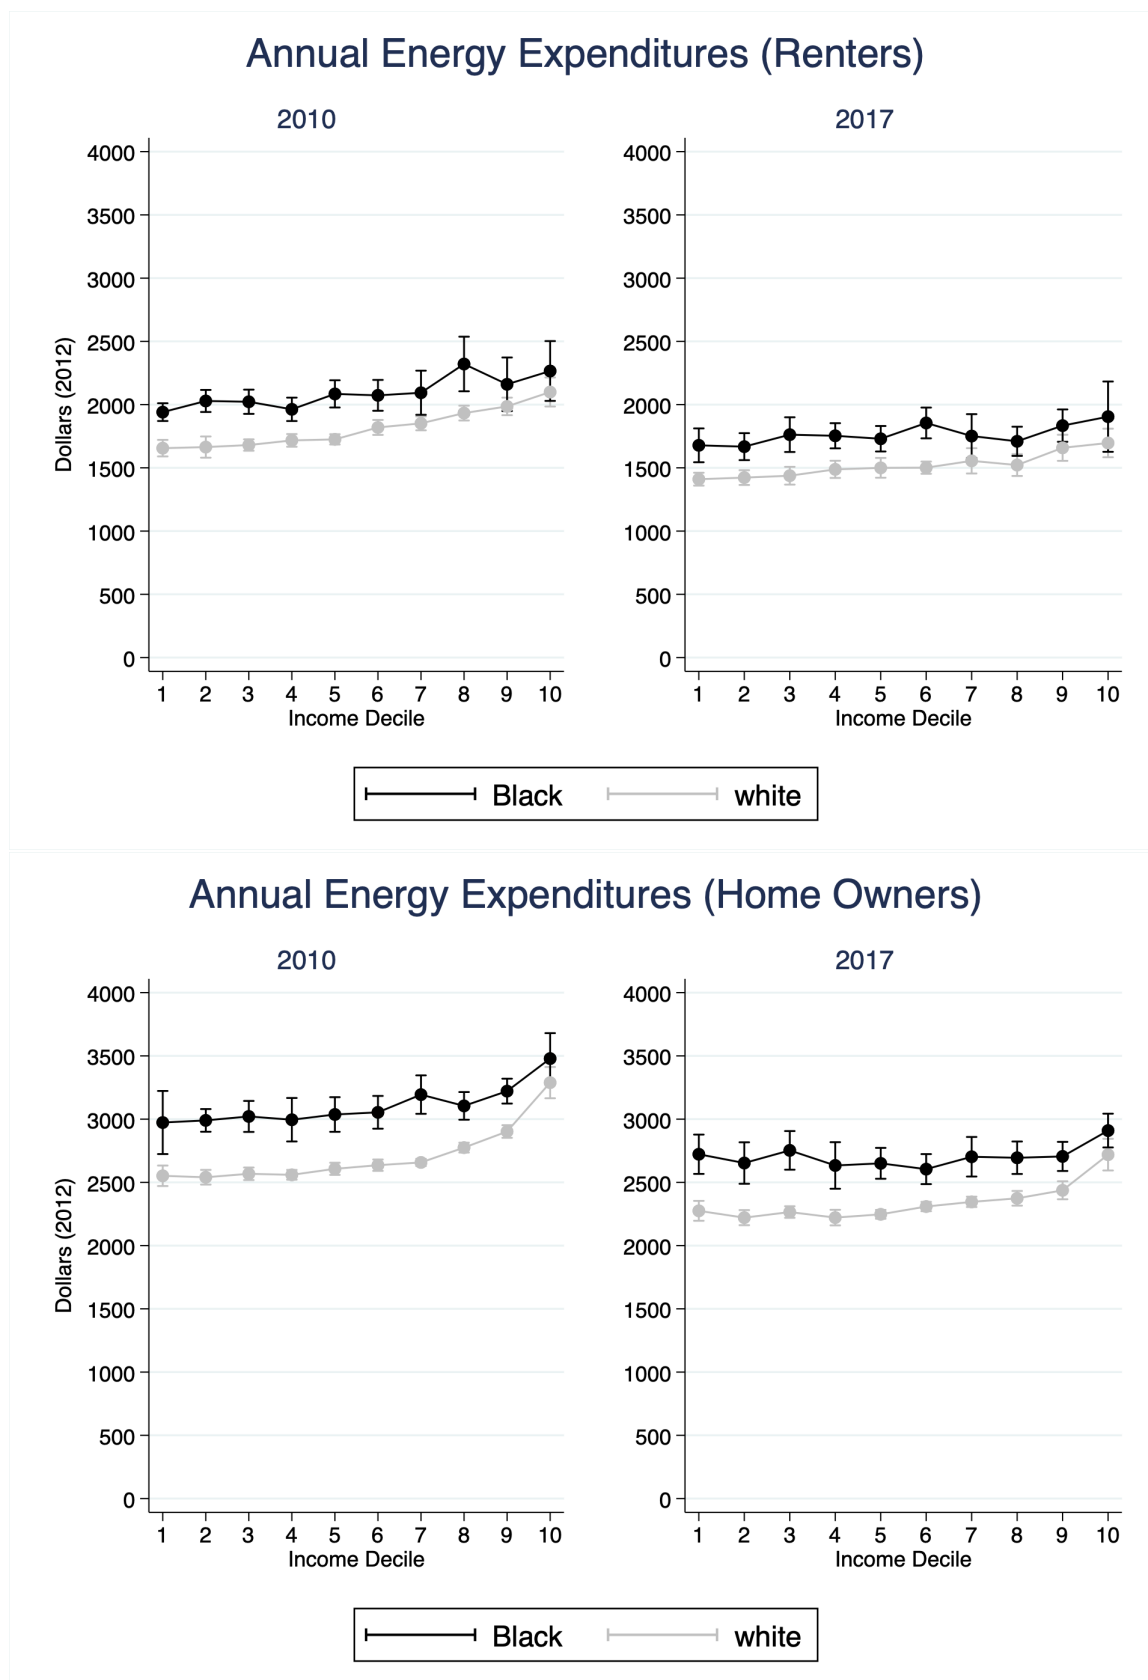 Annual Energy Expenditures (Renters)
2010
2017
4000
3500
3000
2500
2000
1500
1000
500
0
Dollars (2012)
1 2 3 4 5 6 7 8 9 10
Income Decile
4000
3500
3000
2500
2000
1500
1000
500
0
1 2 3 4 5 6 7 8 9 10
Income Decile
Black white
Annual Energy Expenditures (Home Owners)
2010
2017
4000
3500
3000
2500
2000
1500
1000
500
0
Dollars (2012)
1 2 3 4 5 6 7 8 9 10
Income Decile
4000
3500
3000
2500
2000
1500
1000
500
0
1 2 3 4 5 6 7 8 9 10
Income Decile
Black white